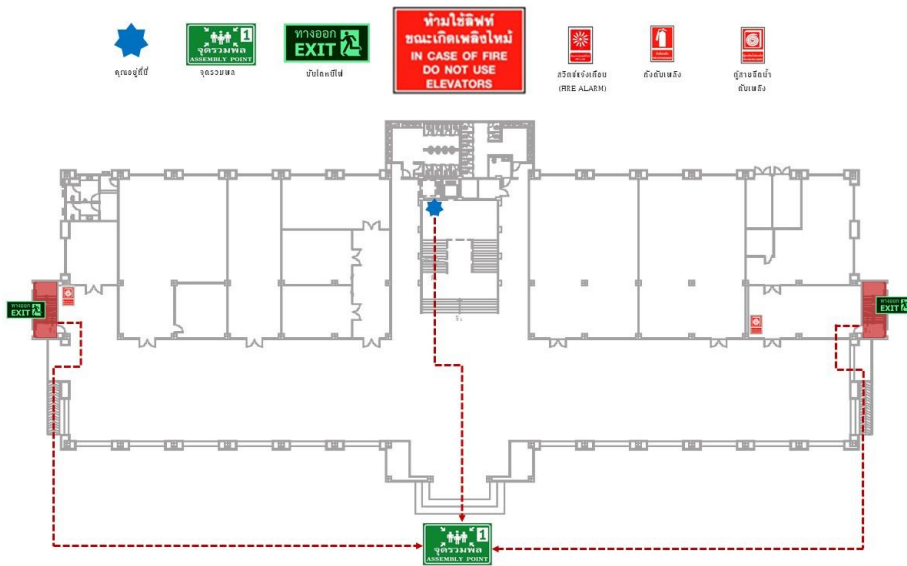 1
จุดรวมพล
ASSEMBLY POINT
ทางออก
EXIT
ห้ามใช้ลิฟท์
ขณะเกิดเพลิงไหม้
IN CASE OF FIRE
DO NOT USE
ELEVATORS
คุณอยู่ที่นี่
จุดรวมพล
บันไดหนีไฟ
สวิตซ์แจ้งเตือน
(FIRE ALARM)
ถังดับเพลิง
ตู้สายฉีดน้ำ
ดับเพลิง
ทางออก
EXIT
ทางออก
EXIT
1
จุดรวมพล
ASSEMBLY POINT